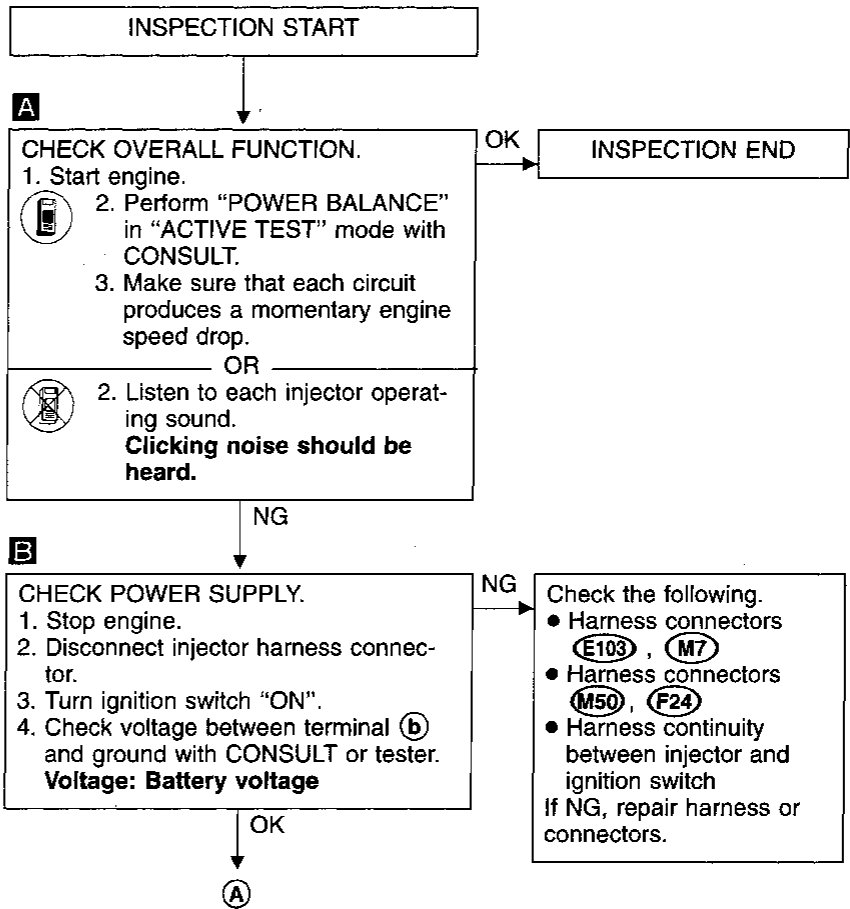 INSPECTION START
A
CHECK OVERALL FUNCTION.
1. Start engine.
2. Perform “POWER BALANCE”
in “ACTIVE TEST” mode with
CONSULT.
3. Make sure that each circuit
produces a momentary engine
speed drop.
OR
2. Listen to each injector operat-
ing sound.
Clicking noise should be
heard.
OK
INSPECTION END
NG
B
CHECK POWER SUPPLY.
1. Stop engine.
2. Disconnect injector harness connec-
tor.
3. Turn ignition switch “ON”.
4. Check voltage between terminal b
and ground with CONSULT or tester.
Voltage: Battery voltage
NG
Check the following.
● Harness connectors
E103 , M7
● Harness connectors
M50 , F24
● Harness continuity
between injector and
ignition switch
If NG, repair harness or
connectors.
OK
A